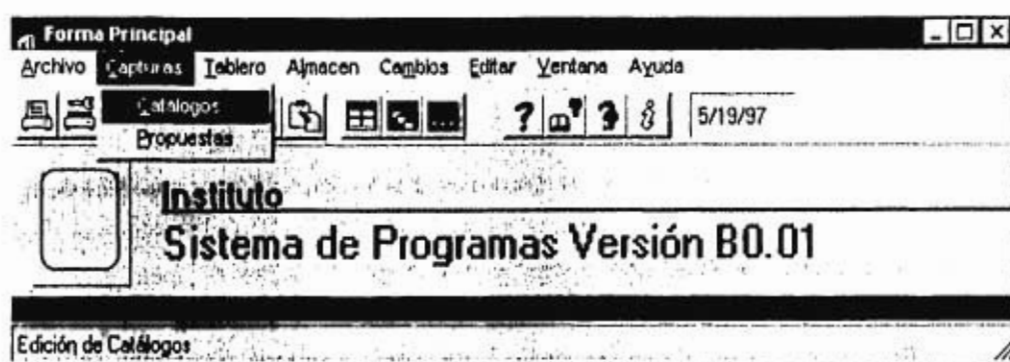 Forma Principal
Archivo Capturas Tablero Almacen Cambios Editar Ventana Ayuda
Catálogos
Propuestas
5/19/97
Instituto
Sistema de Programas Versión B0.01
Edición de Catálogos